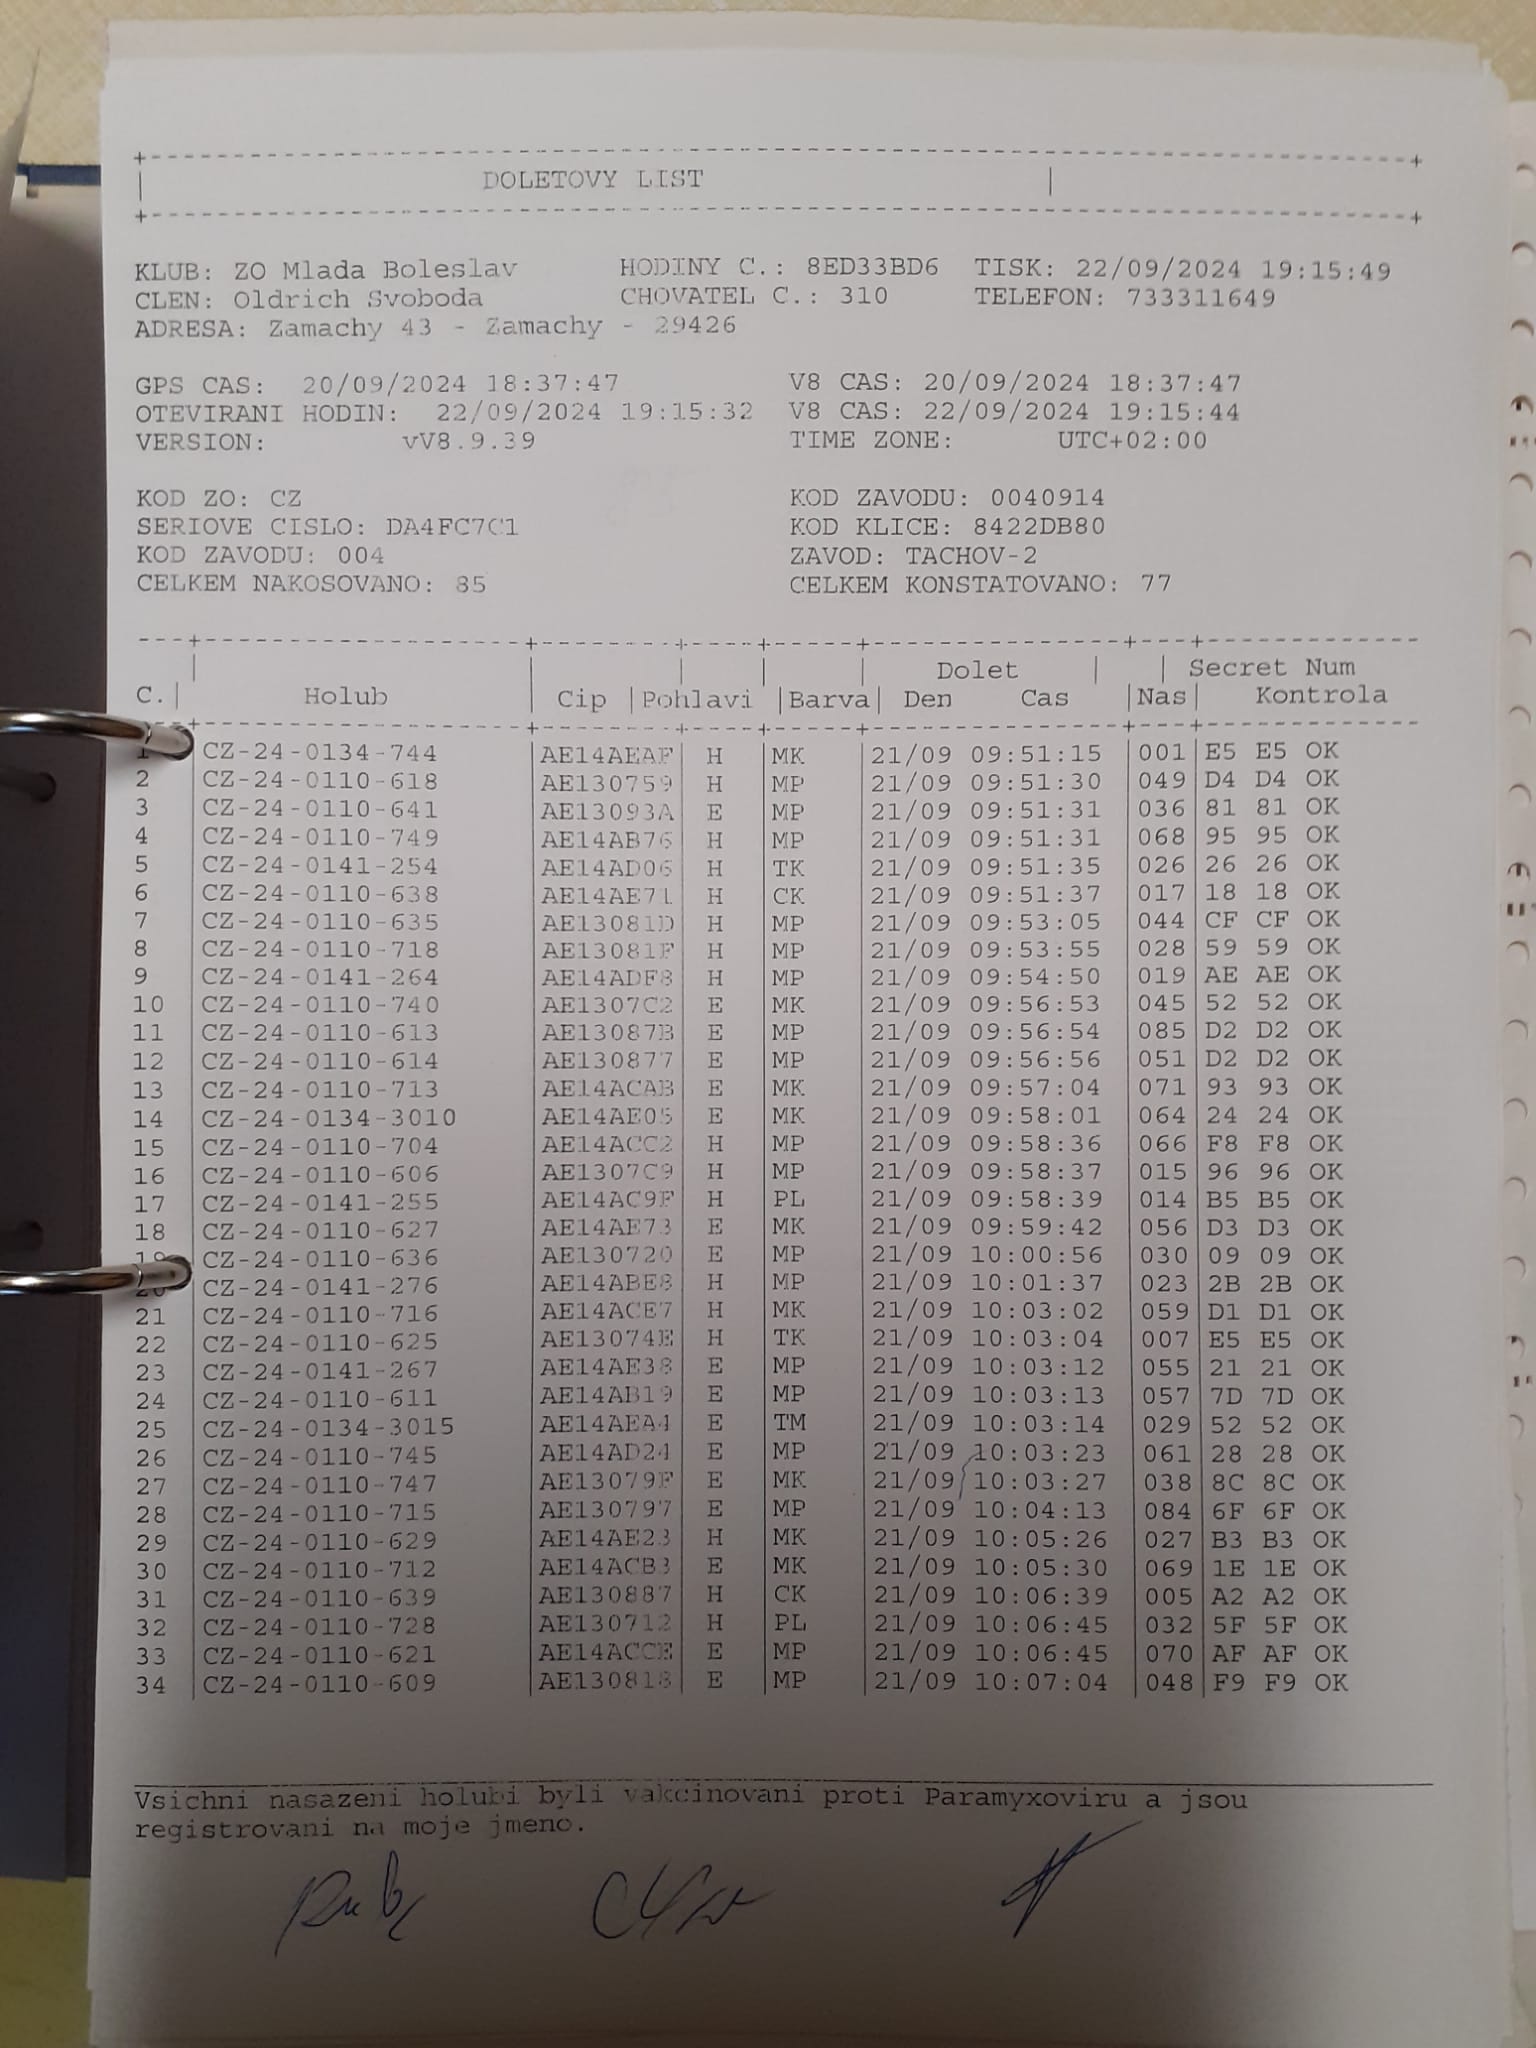 DOLETOVY LIST
KLUB: ZO Mlada Boleslav HODINY C.: 8ED33BD6 TISK: 22/09/2024 19:15:49
CLEN: Oldrich Svoboda CHOVATEL C.: 310 TELEFON: 733311649
ADRESA: Zamachy 43 - Zamachy - 29426
GPS CAS: 20/09/2024 18:37:47 V8 CAS: 20/09/2024 18:37:47
OTEVIRANI HODIN: 22/09/2024 19:15:32 V8 CAS: 22/09/2024 19:15:44
VERSION: vV8.9.39 TIME ZONE: UTC+02:00
KOD ZO: CZ KOD ZAVODU: 0040914
SERIOVE CISLO: DA4FC7C1 KOD KLICE: 8422DB80
KOD ZAVODU: 004 ZAVOD: TACHOV-2
CELKEM NAKOSOVANO: 85 CELKEM KONSTATOVANO: 77
Dolet | | Secret Num
C.| Holub | Cip |Pohlavi |Barva| Den Cas |Nas| Kontrola
1 CZ-24-0134-744 AE14AEAF H MK 21/09 09:51:15 001 E5 E5 OK
2 CZ-24-0110-618 AE130759 H MP 21/09 09:51:30 049 D4 D4 OK
3 CZ-24-0110-641 AE13093A E MP 21/09 09:51:31 036 81 81 OK
4 CZ-24-0110-749 AE14AB76 H MP 21/09 09:51:31 068 95 95 OK
5 CZ-24-0141-254 AE14AD06 H TK 21/09 09:51:35 026 26 26 OK
6 CZ-24-0110-638 AE14AE71 H CK 21/09 09:51:37 017 18 18 OK
7 CZ-24-0110-635 AE13081D H MP 21/09 09:53:05 044 CF CF OK
8 CZ-24-0110-718 AE13081F H MP 21/09 09:53:55 028 59 59 OK
9 CZ-24-0141-264 AE14ADF8 H MP 21/09 09:54:50 019 AE AE OK
10 CZ-24-0110-740 AE1307C2 E MK 21/09 09:56:53 045 52 52 OK
11 CZ-24-0110-613 AE13087B E MP 21/09 09:56:54 085 D2 D2 OK
12 CZ-24-0110-614 AE130877 E MP 21/09 09:56:56 051 D2 D2 OK
13 CZ-24-0110-713 AE14ACAB E MK 21/09 09:57:04 071 93 93 OK
14 CZ-24-0134-3010 AE14AE05 E MK 21/09 09:58:01 064 24 24 OK
15 CZ-24-0110-704 AE14ACC2 H MP 21/09 09:58:36 066 F8 F8 OK
16 CZ-24-0110-606 AE1307C9 H MP 21/09 09:58:37 015 96 96 OK
17 CZ-24-0141-255 AE14AC9F H PL 21/09 09:58:39 014 B5 B5 OK
18 CZ-24-0110-627 AE14AE73 E MK 21/09 09:59:42 056 D3 D3 OK
19 CZ-24-0110-636 AE130720 E MP 21/09 10:00:56 030 09 09 OK
20 CZ-24-0141-276 AE14ABE8 H MP 21/09 10:01:37 023 2B 2B OK
21 CZ-24-0110-716 AE14ACE7 H MK 21/09 10:03:02 059 D1 D1 OK
22 CZ-24-0110-625 AE13074E H TK 21/09 10:03:04 007 E5 E5 OK
23 CZ-24-0141-267 AE14AE38 E MP 21/09 10:03:12 055 21 21 OK
24 CZ-24-0110-611 AE14AB19 E MP 21/09 10:03:13 057 7D 7D OK
25 CZ-24-0134-3015 AE14AEA4 E TM 21/09 10:03:14 029 52 52 OK
26 CZ-24-0110-745 AE14AD24 E MP 21/09 10:03:23 061 28 28 OK
27 CZ-24-0110-747 AE13079F E MK 21/09 10:03:27 038 8C 8C OK
28 CZ-24-0110-715 AE130797 E MP 21/09 10:04:13 084 6F 6F OK
29 CZ-24-0110-629 AE14AE23 H MK 21/09 10:05:26 027 B3 B3 OK
30 CZ-24-0110-712 AE14ACB3 E MK 21/09 10:05:30 069 1E 1E OK
31 CZ-24-0110-639 AE130887 H CK 21/09 10:06:39 005 A2 A2 OK
32 CZ-24-0110-728 AE130712 H PL 21/09 10:06:45 032 5F 5F OK
33 CZ-24-0110-621 AE14ACCE E MP 21/09 10:06:45 070 AF AF OK
34 CZ-24-0110-609 AE130818 E MP 21/09 10:07:04 048 F9 F9 OK
Vsichni nasazeni holubi byli vakcinovani proti Paramyxoviru a jsou
registrovani na moje jmeno.